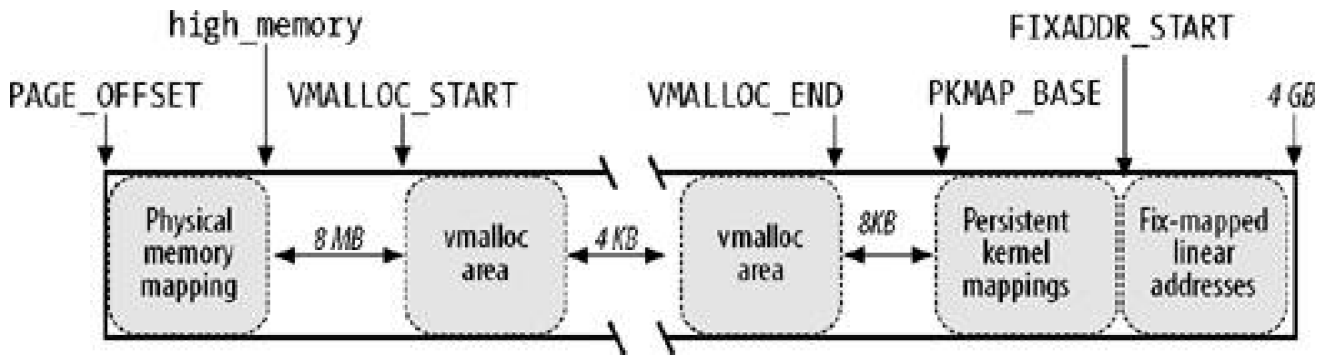 high_memory
FIXADDR_START
PAGE_OFFSET
VMALLOC_START
VMALLOC_END
PKMAP_BASE
4 GB
Physical
memory
mapping
8 MB
vmalloc
area
4 KB
vmalloc
area
8KB
Persistent
kernel
mappings
Fix-mapped
linear
addresses